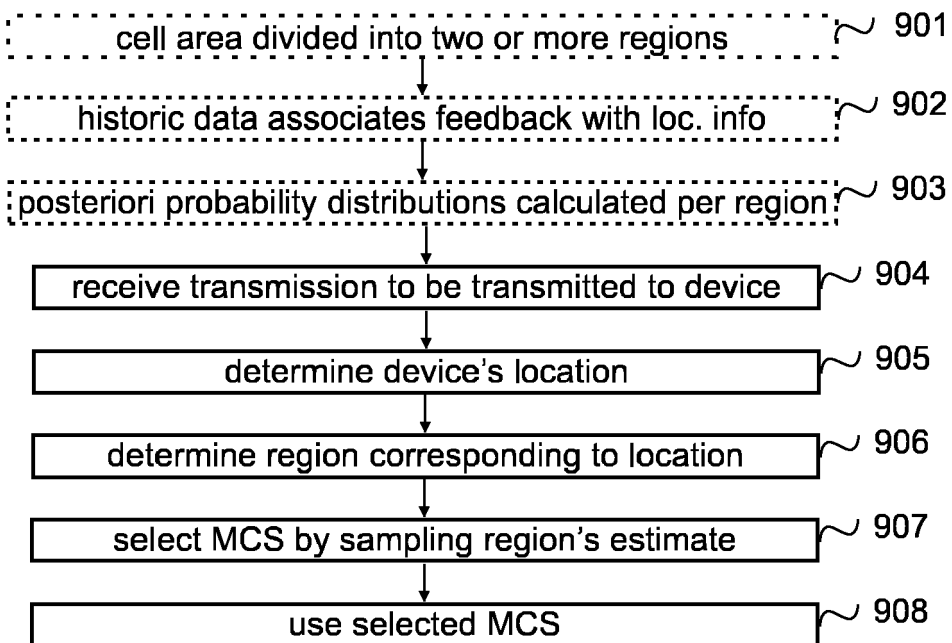 cell area divided into two or more regions 901
historic data associates feedback with loc. info 902
posteriori probability distributions calculated per region 903
receive transmission to be transmitted to device 904
determine device's location 905
determine region corresponding to location 906
select MCS by sampling region's estimate 907
use selected MCS 908